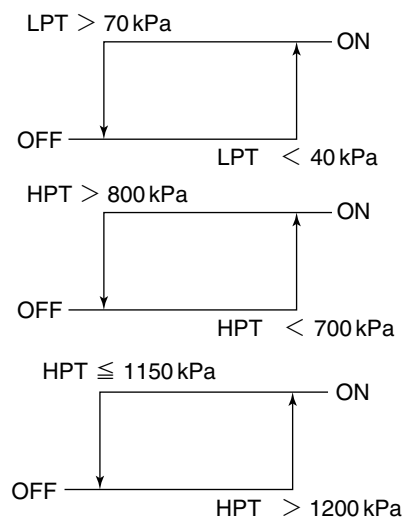 LPT > 70 kPa
ON
OFF
LPT < 40 kPa
HPT > 800 kPa
ON
OFF
HPT < 700 kPa
HPT ≦ 1150 kPa
ON
OFF
HPT > 1200 kPa